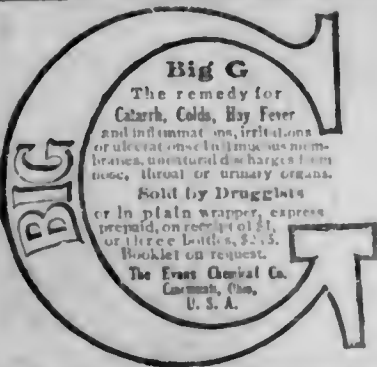 BIG
Big G
The remedy for
Catarrh, Colds, Hay Fever
and inflammations, irritations
or ulcerations of mucous mem-
branes, unnatural discharges from
nose, throat or urinary organs.
Sold by Druggists
or in plain wrapper, express
prepaid, on receipt of $1,
or three bottles,
Booklet on request.
The Evans Chemical Co.
Cincinnati, Ohio,
U. S. A.